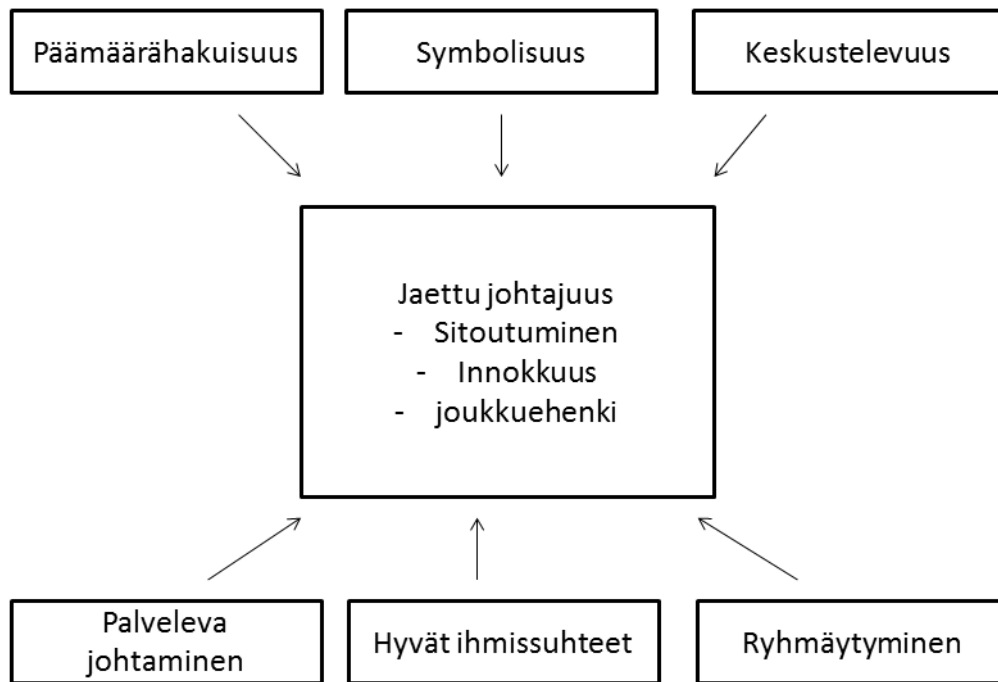 Päämäärähakuisuus
Symbolisuus
Keskustelevuus
Jaettu johtajuus
- Sitoutuminen
- Innokkuus
- joukkuehenki
Palveleva
johtaminen
Hyvät ihmissuhteet
Ryhmäytyminen